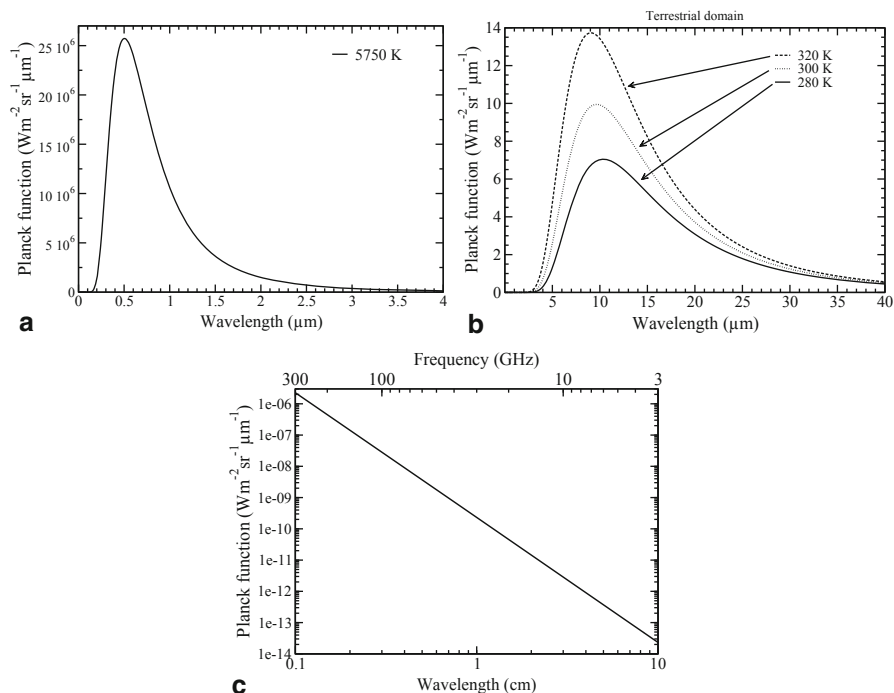 25 10⁶
20 10⁶
15 10⁶
10 10⁶
5 10⁶
0
Planck function (Wm⁻² sr⁻¹ µm⁻¹)
5750 K
0 0.5 1 1.5 2 2.5 3 3.5 4
Wavelength (µm)
a
Terrestrial domain
14
12
10
8
6
4
2
0
Planck function (Wm⁻² sr⁻¹ µm⁻¹)
320 K
300 K
280 K
5 10 15 20 25 30 35 40
Wavelength (µm)
b
Frequency (GHz)
300 100 10 3
1e-06
1e-07
1e-08
1e-09
1e-10
1e-11
1e-12
1e-13
1e-14
Planck function (Wm⁻² sr⁻¹ µm⁻¹)
0.1 1 10
Wavelength (cm)
c